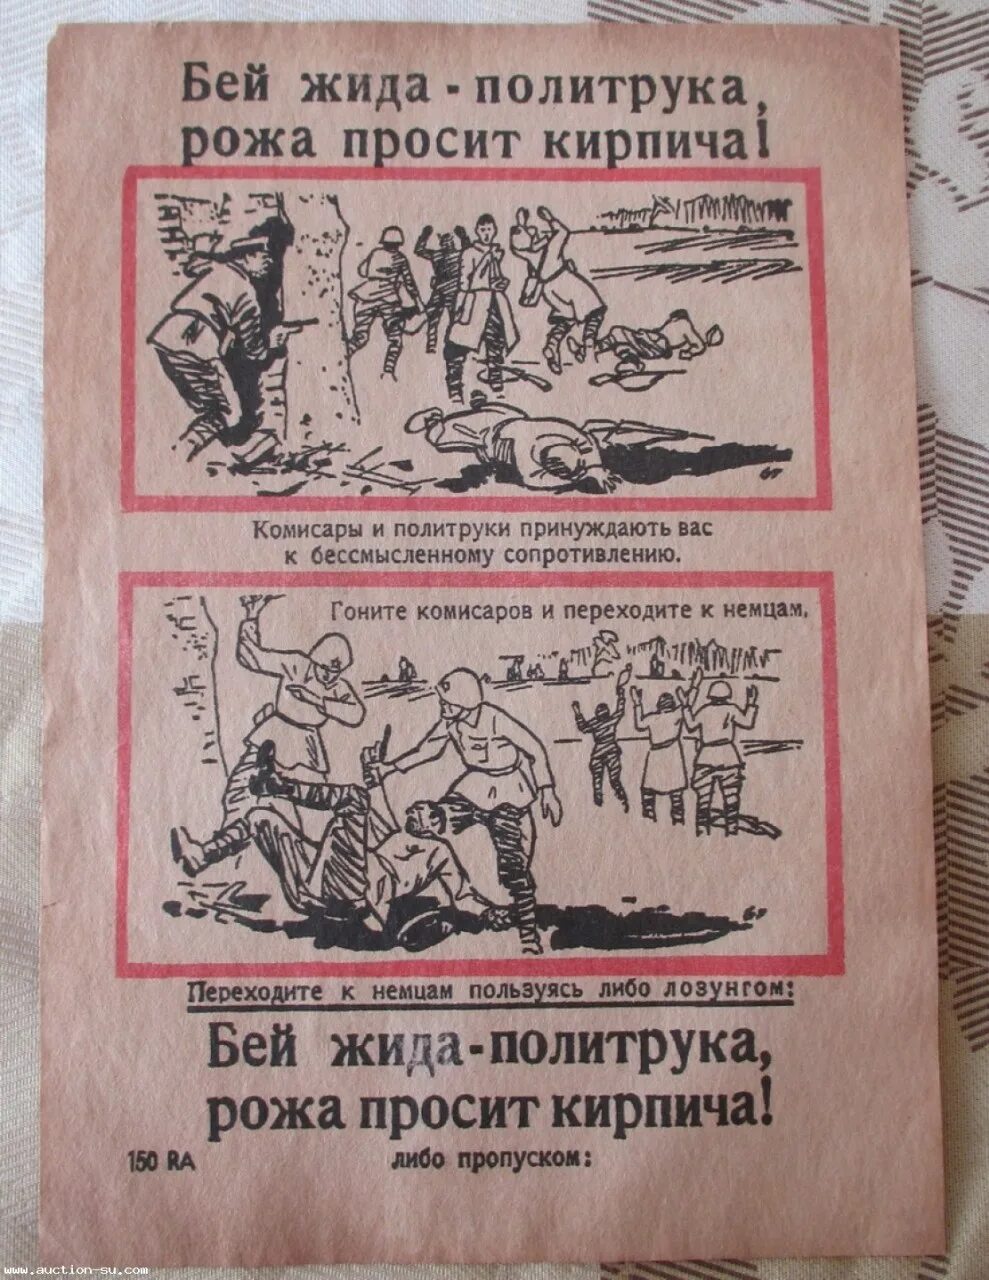 Бей жида - политрука,
рожа просит кирпича!
Комисары и политруки принуждають вас
к бессмысленному сопротивлению.
Гоните комисаров и переходите к немцам.
Переходите к немцам пользуясь либо лозунгом:
Бей жида-политрука,
рожа просит кирпича!
150 RA
либо пропуском:
www.auction-su.com